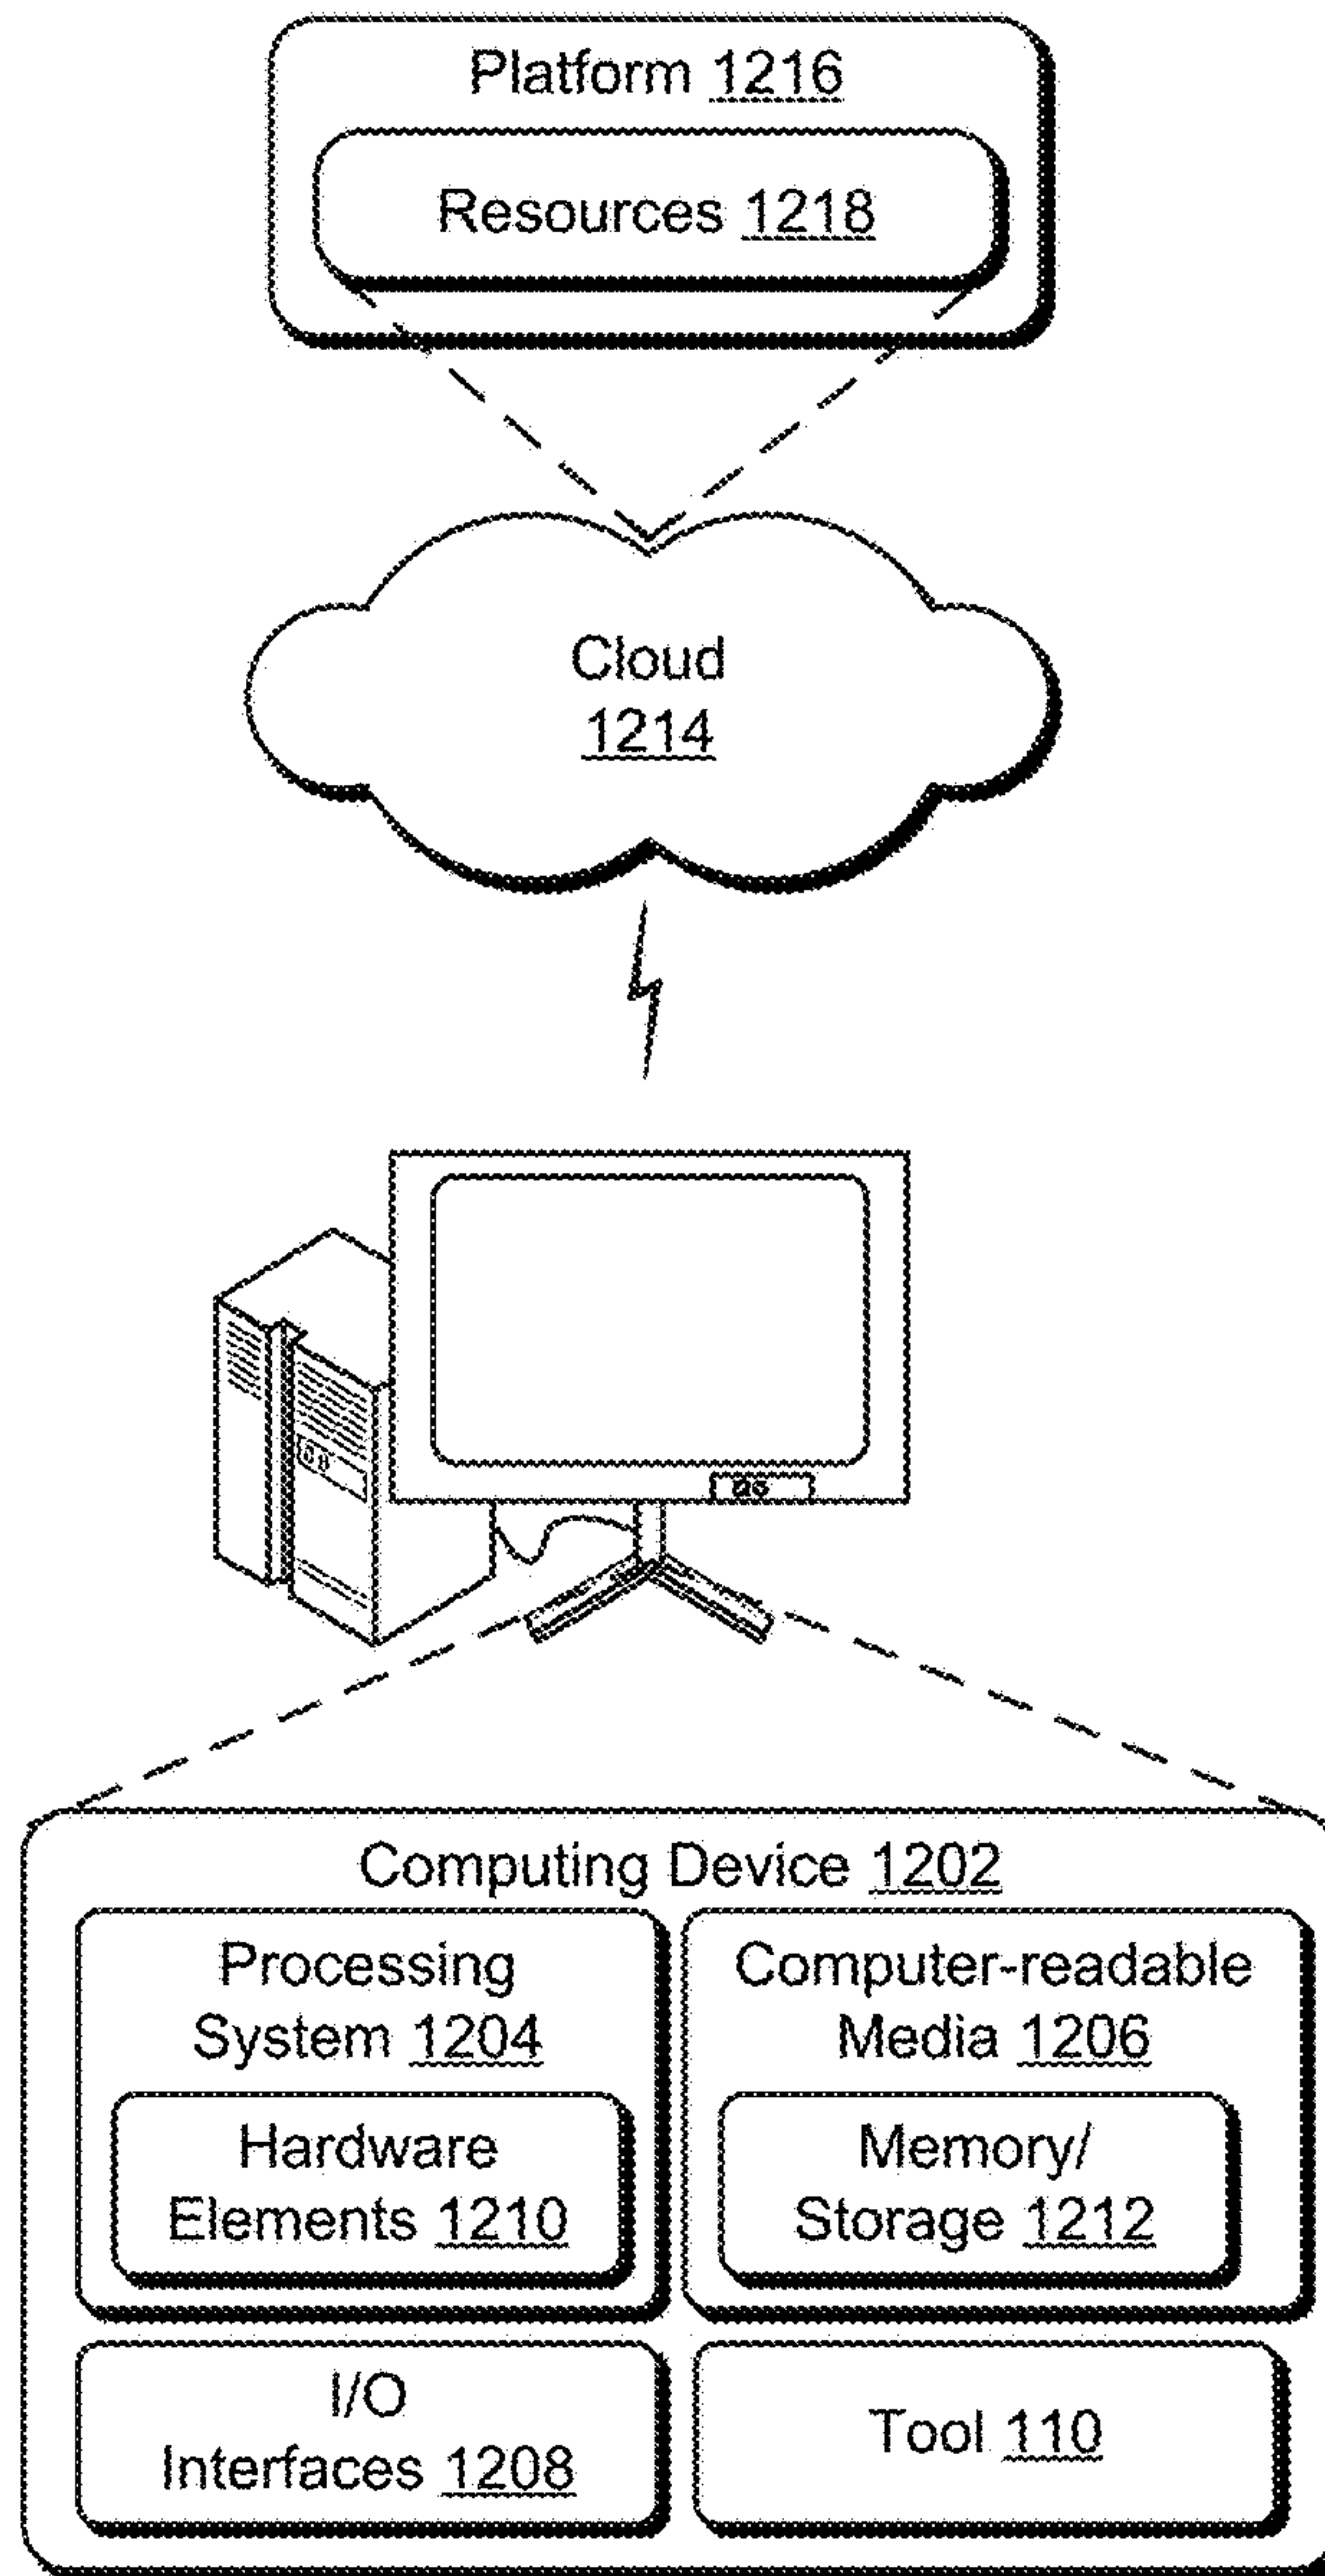 Platform 1216
Resources 1218
Cloud
1214
Computing Device 1202
Processing
System 1204
Hardware
Elements 1210
Computer-readable
Media 1206
Memory/
Storage 1212
I/O
Interfaces 1208
Tool 110